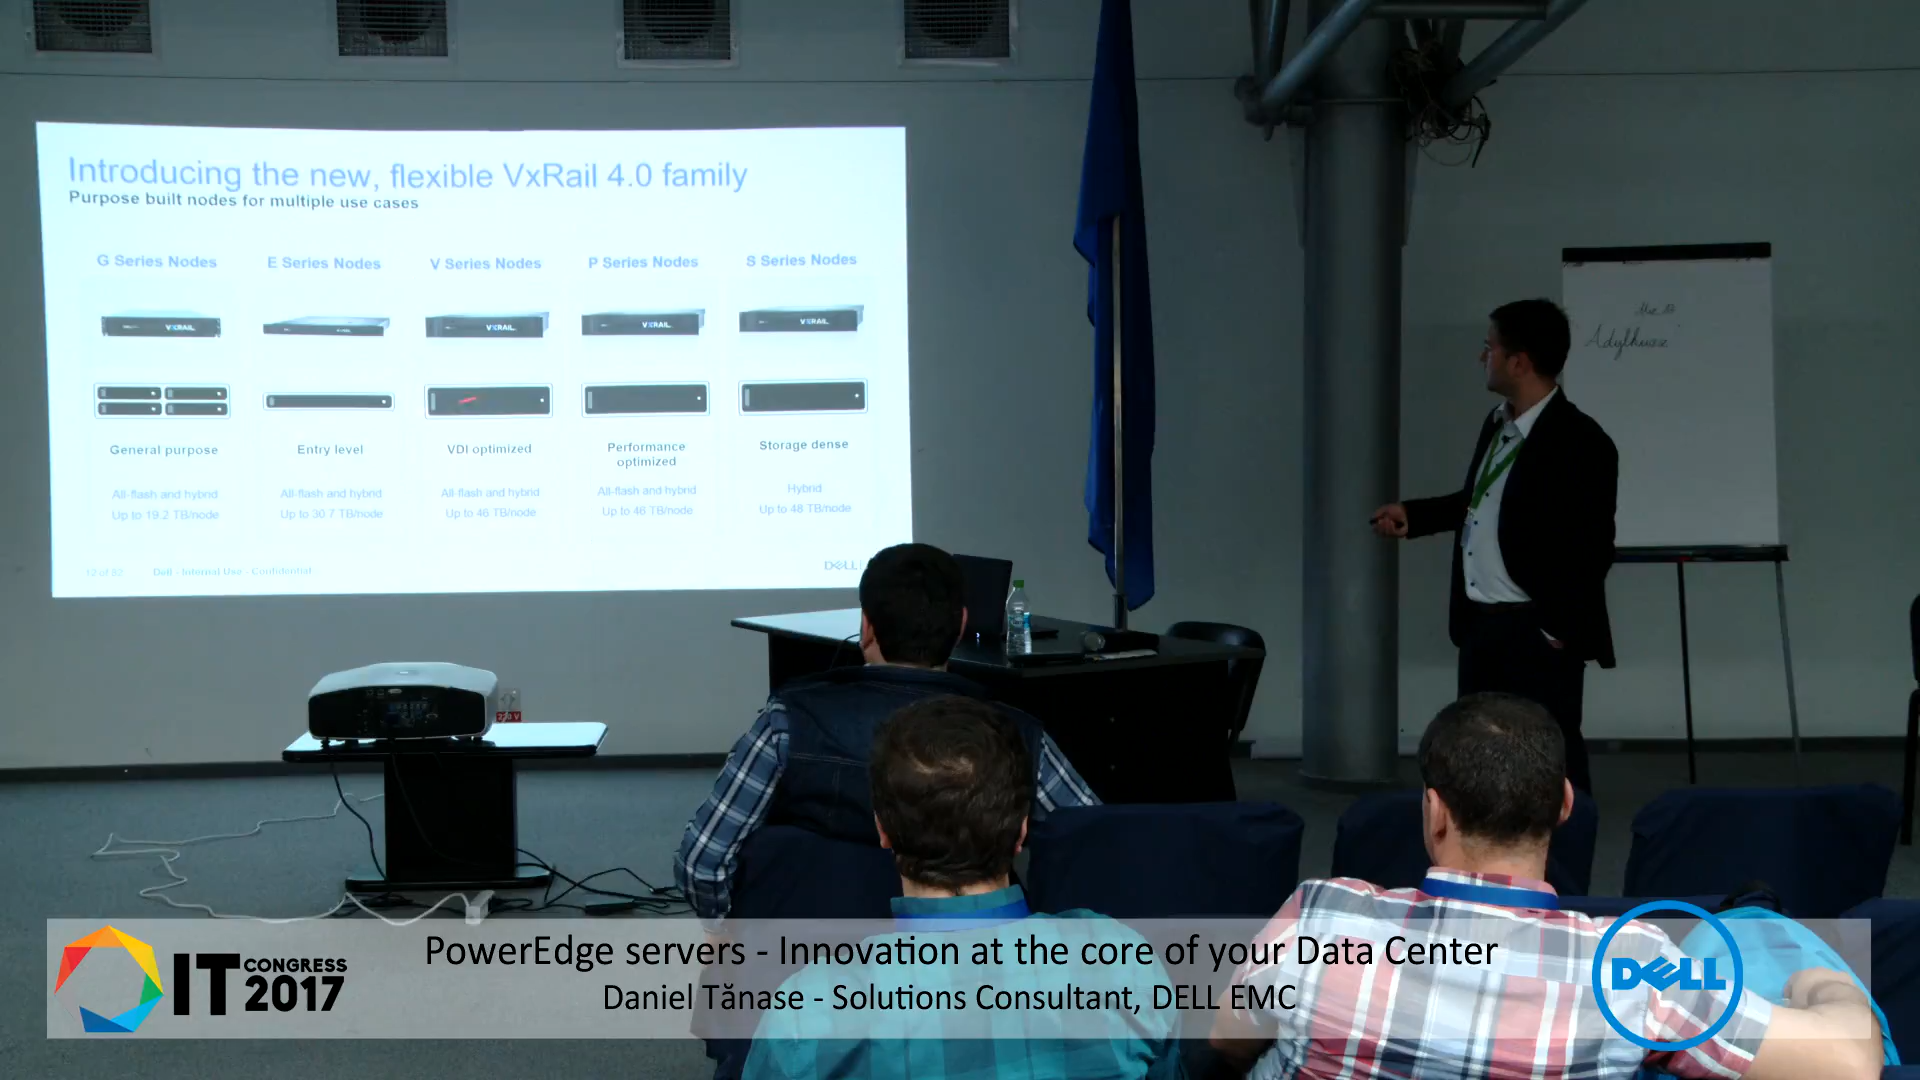 Introducing the new, flexible VxRail 4.0 family
Purpose built nodes for multiple use cases
G Series Nodes
E Series Nodes
V Series Nodes
P Series Nodes
S Series Nodes
VXRAIL
VXRAIL
VXRAIL
VXRAIL
General purpose
Entry level
VDI optimized
Performance
optimized
Storage dense
All-flash and hybrid
Up to 19.2 TB/node
All-flash and hybrid
Up to 30.7 TB/node
All-flash and hybrid
Up to 46 TB/node
All-flash and hybrid
Up to 46 TB/node
Hybrid
Up to 48 TB/node
12 of 82
Dell - Internal Use - Confidential
DELL
220 V
IT CONGRESS
2017
PowerEdge servers - Innovation at the core of your Data Center
Daniel Tănase - Solutions Consultant, DELL EMC
DELL